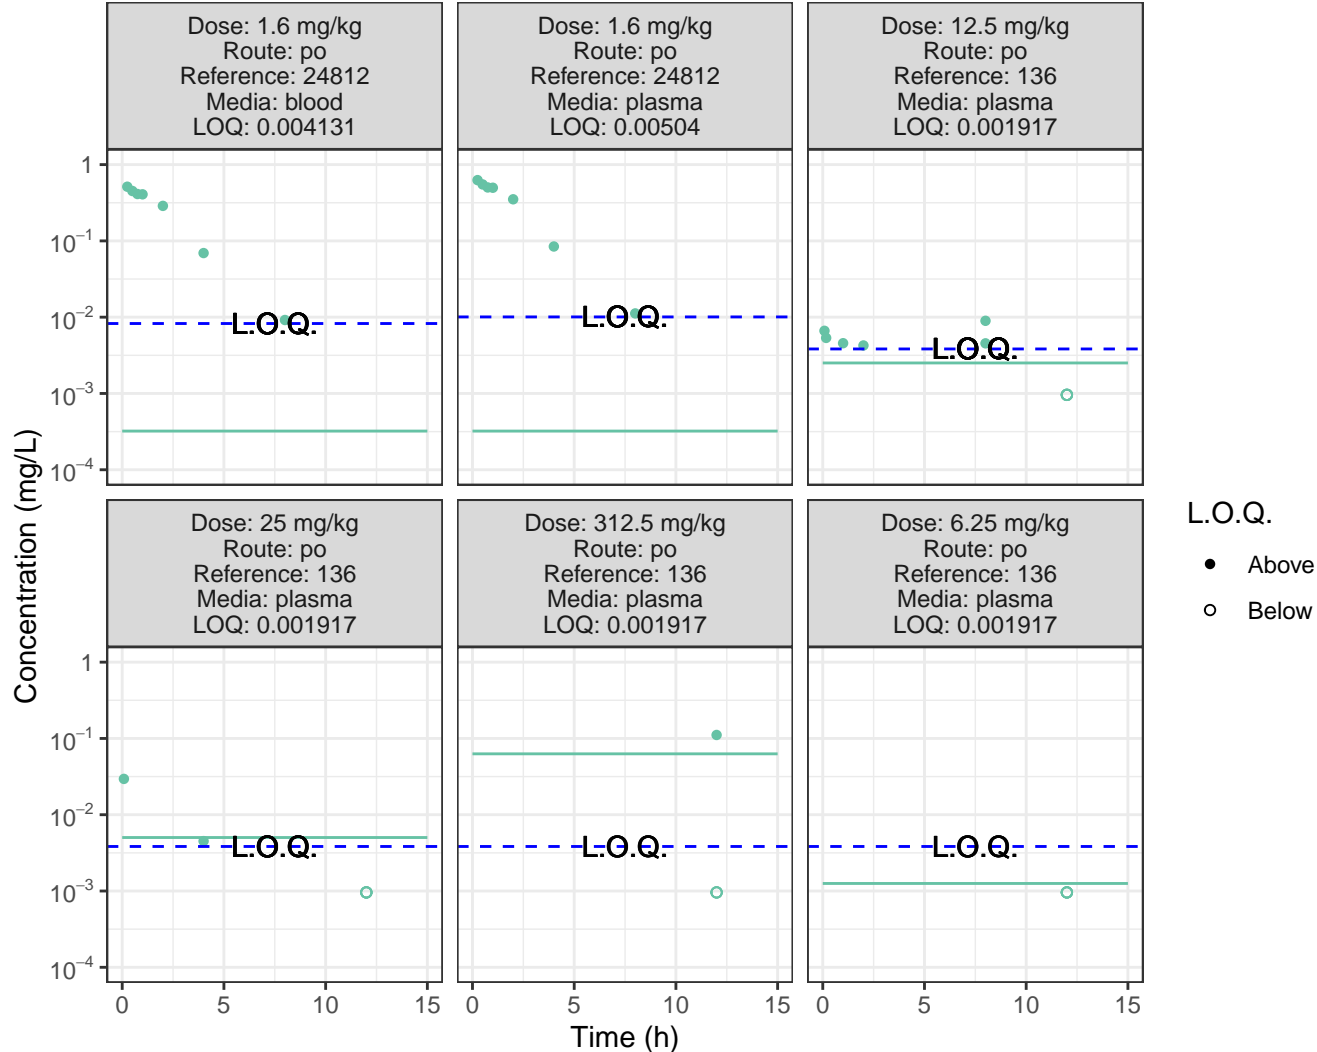 Dose: 1.6 mg/kg
Route: po
Reference: 24812
Media: blood
LOQ: 0.004131
Dose: 1.6 mg/kg
Route: po
Reference: 24812
Media: plasma
LOQ: 0.00504
Dose: 12.5 mg/kg
Route: po
Reference: 136
Media: plasma
LOQ: 0.001917
1
10⁻¹
10⁻²
10⁻³
10⁻⁴
L.O.Q.
L.O.Q.
L.O.Q.
Dose: 25 mg/kg
Route: po
Reference: 136
Media: plasma
LOQ: 0.001917
Dose: 312.5 mg/kg
Route: po
Reference: 136
Media: plasma
LOQ: 0.001917
Dose: 6.25 mg/kg
Route: po
Reference: 136
Media: plasma
LOQ: 0.001917
1
10⁻¹
10⁻²
10⁻³
10⁻⁴
L.O.Q.
L.O.Q.
L.O.Q.
0 5 10 15
0 5 10 15
0 5 10 15
Time (h)
Concentration (mg/L)
L.O.Q.
Above
Below